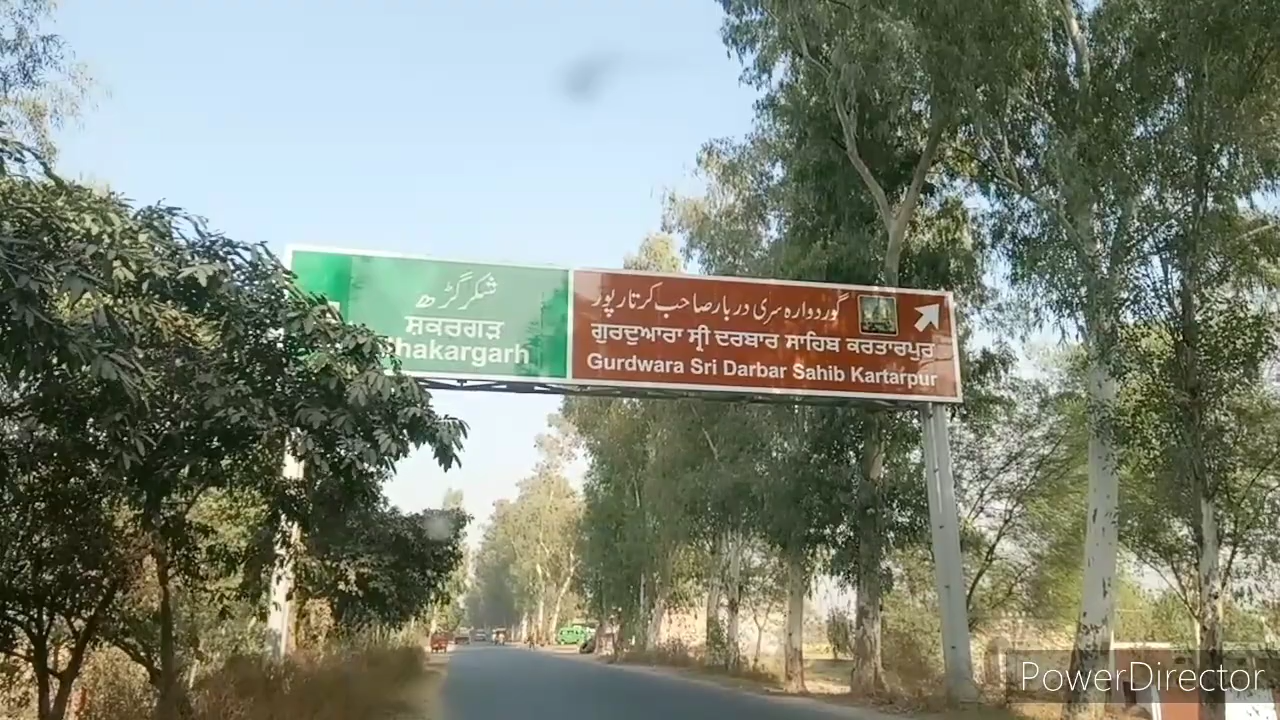 شکرگڑھ
ਸ਼ਕਰਗੜ
Shakargarh
گوردوارہ سری دربار صاحب کرتارپور
ਗੁਰਦੁਆਰਾ ਸ੍ਰੀ ਦਰਬਾਰ ਸਾਹਿਬ ਕਰਤਾਰਪੁਰ
Gurdwara Sri Darbar Sahib Kartarpur
PowerDirector